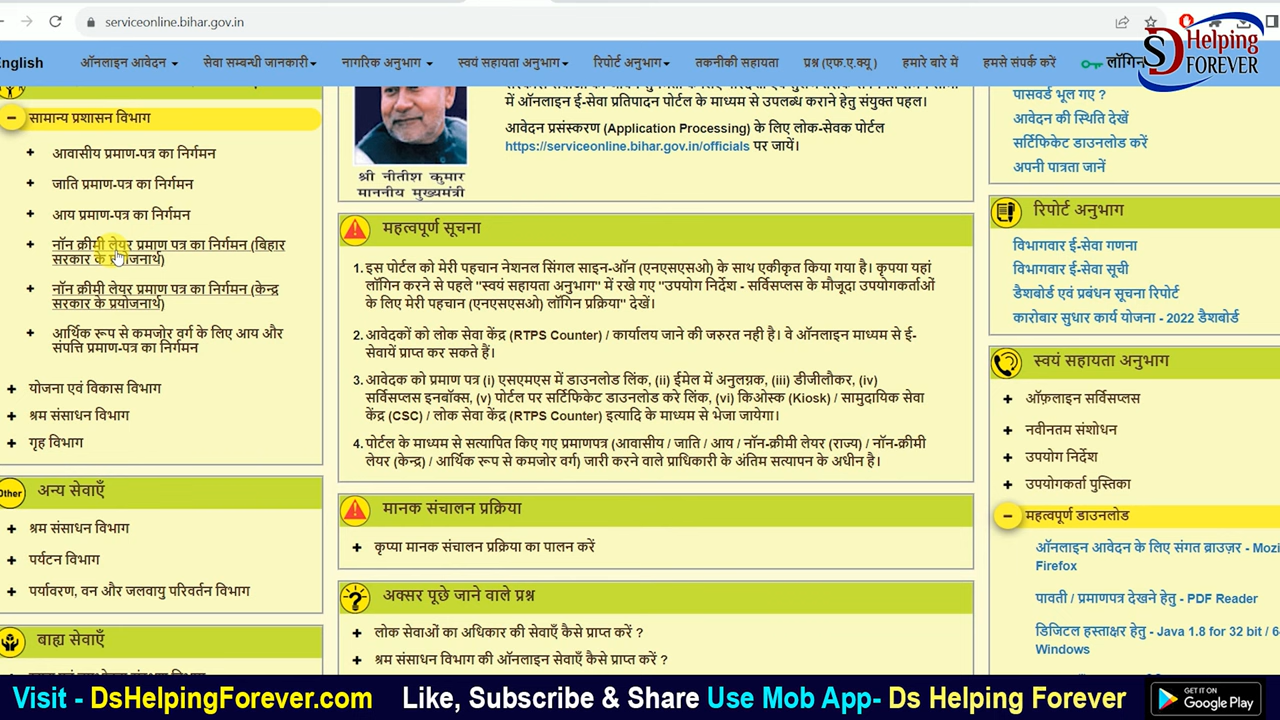 serviceonline.bihar.gov.in
English
ऑनलाइन आवेदन
सेवा सम्बन्धी जानकारी
नागरिक अनुभाग
स्वयं सहायता अनुभाग
रिपोर्ट अनुभाग
तकनीकी सहायता
प्रश्न (एफ.ए.क्यू )
हमारे बारे में
हमसे संपर्क करें
लॉगिन
SD Helping
FOREVER
सामान्य प्रशासन विभाग
+ आवासीय प्रमाण-पत्र का निर्गमन
+ जाति प्रमाण-पत्र का निर्गमन
+ आय प्रमाण-पत्र का निर्गमन
+ नॉन क्रीमी लेयर प्रमाण पत्र का निर्गमन (बिहार
सरकार के प्रयोजनार्थ)
नॉन क्रीमी लेयर प्रमाण पत्र का निर्गमन (केन्द्र
सरकार के प्रयोजनार्थ)
+ आर्थिक रूप से कमजोर वर्ग के लिए आय और
संपत्ति प्रमाण-पत्र का निर्गमन
+ योजना एवं विकास विभाग
+ श्रम संसाधन विभाग
+ गृह विभाग
Other अन्य सेवाएँ
+ श्रम संसाधन विभाग
+ पर्यटन विभाग
+ पर्यावरण, वन और जलवायु परिवर्तन विभाग
बाह्य सेवाएँ
में ऑनलाइन ई-सेवा प्रतिपादन पोर्टल के माध्यम से उपलब्ध कराने हेतु संयुक्त पहल।
आवेदन प्रसंस्करण (Application Processing) के लिए लोक-सेवक पोर्टल
https://serviceonline.bihar.gov.in/officials पर जायें।
श्री नीतीश कुमार
माननीय मुख्यमंत्री
महत्वपूर्ण सूचना
1. इस पोर्टल को मेरी पहचान नेशनल सिंगल साइन-ऑन (एनएसएसओ) के साथ एकीकृत किया गया है। कृपया यहां
लॉगिन करने से पहले "स्वयं सहायता अनुभाग" में रखे गए "उपयोग निर्देश - सर्विसप्लस के मौजूदा उपयोगकर्ताओं
के लिए मेरी पहचान (एनएसएसओ) लॉगिन प्रक्रिया" देखें।
2. आवेदकों को लोक सेवा केंद्र (RTPS Counter) / कार्यालय जाने की जरुरत नही है। वे ऑनलाइन माध्यम से ई-
सेवायें प्राप्त कर सकते हैं।
3. आवेदक को प्रमाण पत्र (i) एसएमएस में डाउनलोड लिंक, (ii) ईमेल में अनुलग्नक, (iii) डीजीलॉकर, (iv)
सर्विसप्लस इनबॉक्स, (v) पोर्टल पर सर्टिफिकेट डाउनलोड करे लिंक, (vi) किओस्क (Kiosk) / सामुदायिक सेवा
केंद्र (CSC) / लोक सेवा केंद्र (RTPS Counter) इत्यादि के माध्यम से भेजा जायेगा।
4. पोर्टल के माध्यम से सत्यापित किए गए प्रमाणपत्र (आवासीय / जाति / आय / नॉन-क्रीमी लेयर (राज्य) / नॉन-क्रीमी
लेयर (केन्द्र) / आर्थिक रूप से कमजोर वर्ग) जारी करने वाले प्राधिकारी के अंतिम सत्यापन के अधीन है।
मानक संचालन प्रक्रिया
+ कृप्या मानक संचालन प्रक्रिया का पालन करें
अक्सर पूछे जाने वाले प्रश्न
+ लोक सेवाओं का अधिकार की सेवाएँ कैसे प्राप्त करें ?
+ श्रम संसाधन विभाग की ऑनलाइन सेवाएँ कैसे प्राप्त करें ?
पासवर्ड भूल गए ?
आवेदन की स्थिति देखें
सर्टिफिकेट डाउनलोड करें
अपनी पात्रता जानें
रिपोर्ट अनुभाग
विभागवार ई-सेवा गणना
विभागवार ई-सेवा सूची
डैशबोर्ड एवं प्रबंधन सूचना रिपोर्ट
कारोबार सुधार कार्य योजना - 2022 डैशबोर्ड
स्वयं सहायता अनुभाग
+ ऑफ़लाइन सर्विसप्लस
+ नवीनतम संशोधन
+ उपयोग निर्देश
+ उपयोगकर्ता पुस्तिका
महत्वपूर्ण डाउनलोड
ऑनलाइन आवेदन के लिए संगत ब्राउज़र - Mozi
Firefox
पावती / प्रमाणपत्र देखने हेतु - PDF Reader
डिजिटल हस्ताक्षर हेतु - Java 1.8 for 32 bit / 6
Windows
Visit - DsHelpingForever.com Like, Subscribe & Share Use Mob App- Ds Helping Forever
GET IT ON
Google Play